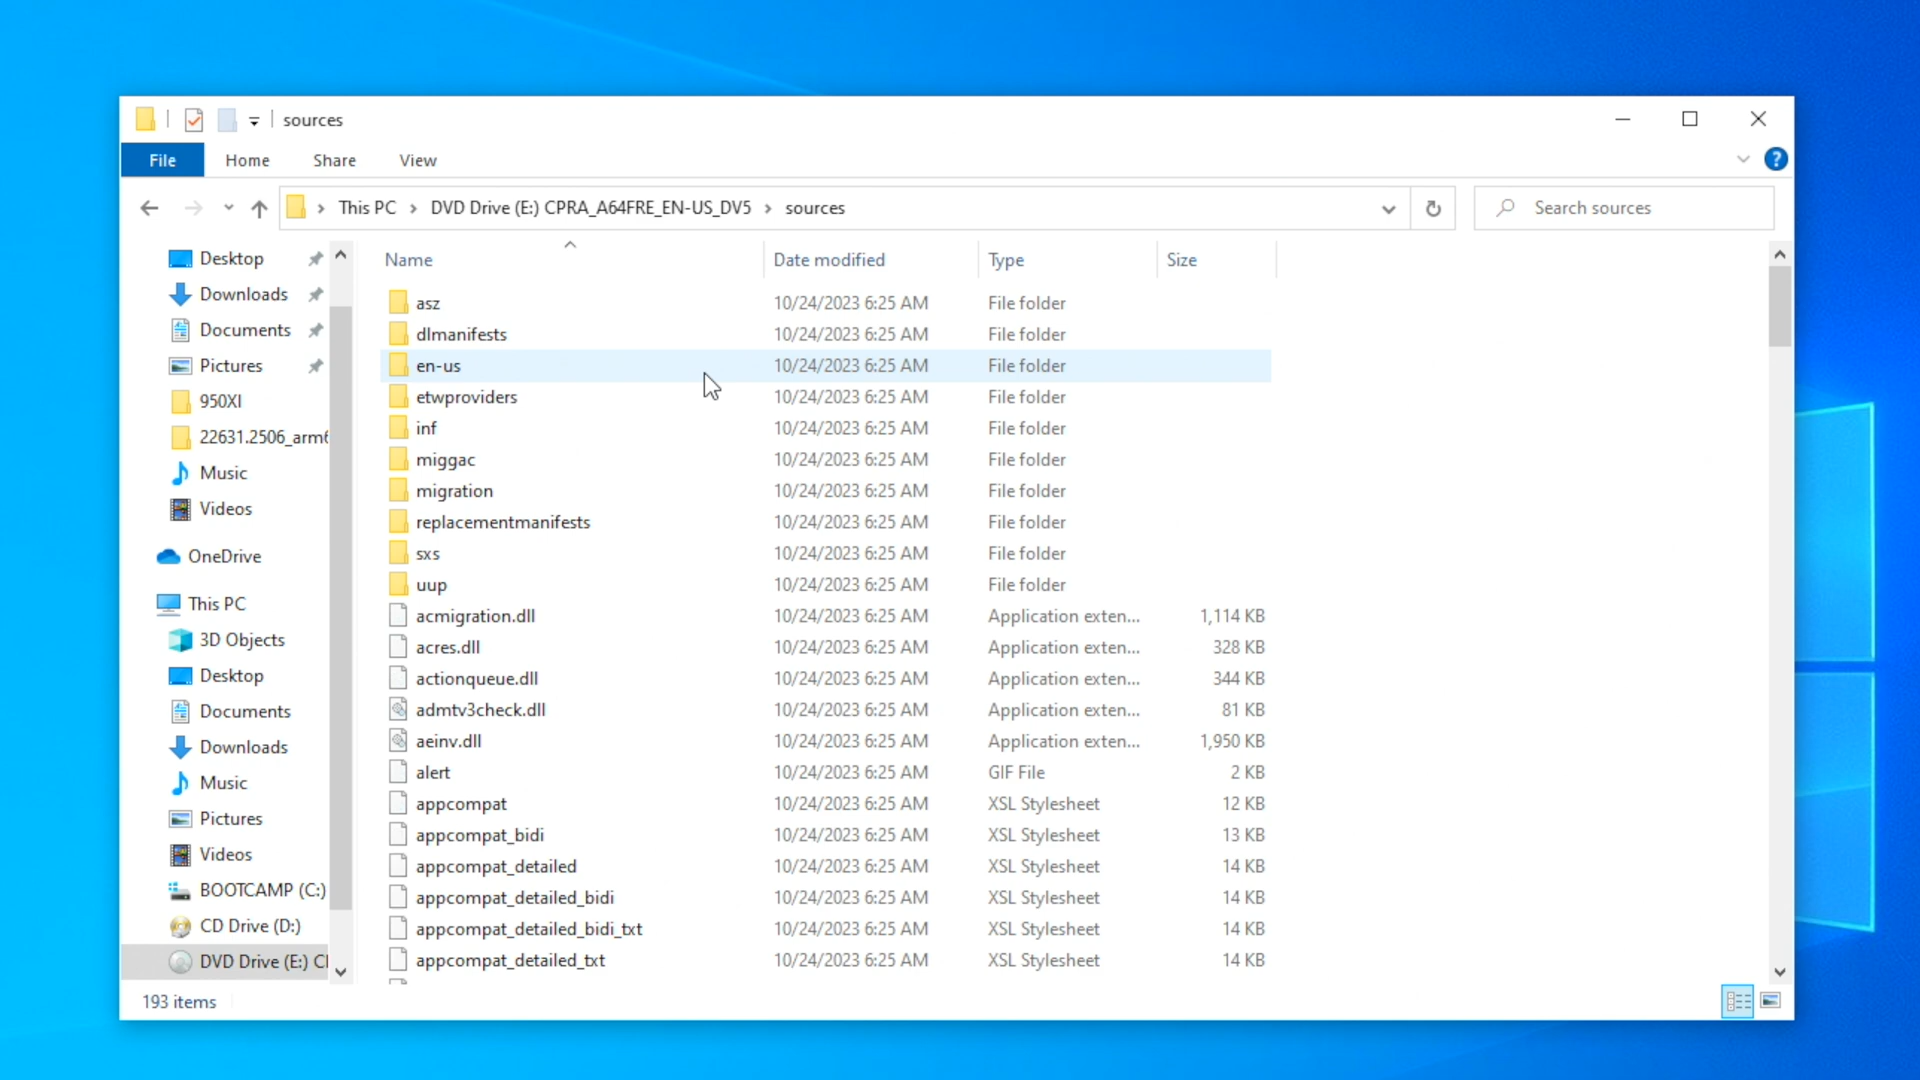 sources
File Home Share View
This PC DVD Drive (E:) CPRA_A64FRE_EN-US_DV5 sources
Search sources
Desktop
Downloads
Documents
Pictures
950XI
22631.2506_arm6
Music
Videos
OneDrive
This PC
3D Objects
Desktop
Documents
Downloads
Music
Pictures
Videos
BOOTCAMP (C:)
CD Drive (D:)
DVD Drive (E:) CI
Name Date modified Type Size
asz 10/24/2023 6:25 AM File folder
dlmanifests 10/24/2023 6:25 AM File folder
en-us 10/24/2023 6:25 AM File folder
etwproviders 10/24/2023 6:25 AM File folder
inf 10/24/2023 6:25 AM File folder
miggac 10/24/2023 6:25 AM File folder
migration 10/24/2023 6:25 AM File folder
replacementmanifests 10/24/2023 6:25 AM File folder
sxs 10/24/2023 6:25 AM File folder
uup 10/24/2023 6:25 AM File folder
acmigration.dll 10/24/2023 6:25 AM Application exten... 1,114 KB
acres.dll 10/24/2023 6:25 AM Application exten... 328 KB
actionqueue.dll 10/24/2023 6:25 AM Application exten... 344 KB
admtv3check.dll 10/24/2023 6:25 AM Application exten... 81 KB
aeinv.dll 10/24/2023 6:25 AM Application exten... 1,950 KB
alert 10/24/2023 6:25 AM GIF File 2 KB
appcompat 10/24/2023 6:25 AM XSL Stylesheet 12 KB
appcompat_bidi 10/24/2023 6:25 AM XSL Stylesheet 13 KB
appcompat_detailed 10/24/2023 6:25 AM XSL Stylesheet 14 KB
appcompat_detailed_bidi 10/24/2023 6:25 AM XSL Stylesheet 14 KB
appcompat_detailed_bidi_txt 10/24/2023 6:25 AM XSL Stylesheet 14 KB
appcompat_detailed_txt 10/24/2023 6:25 AM XSL Stylesheet 14 KB
193 items